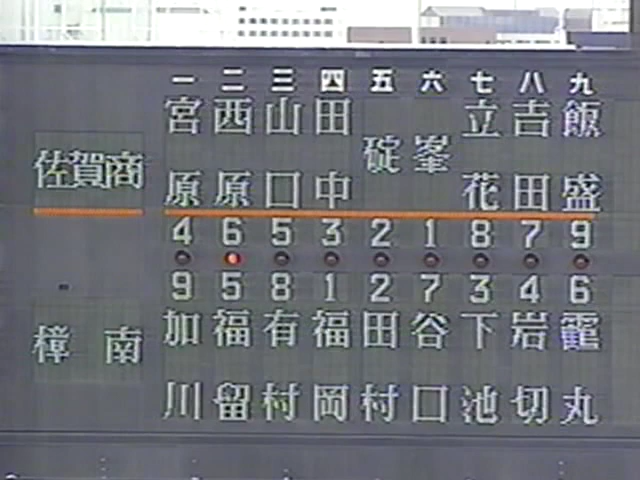 一 二 三 四 五 六 七 八 九
佐賀商
宮原 西原 山口 田中 碇 峯 立花 吉田 飯盛
4 6 5 3 2 1 8 7 9
9 5 8 1 2 7 3 4 6
樟南
加川 福留 有村 福岡 田村 谷口 下池 岩切 鶴丸